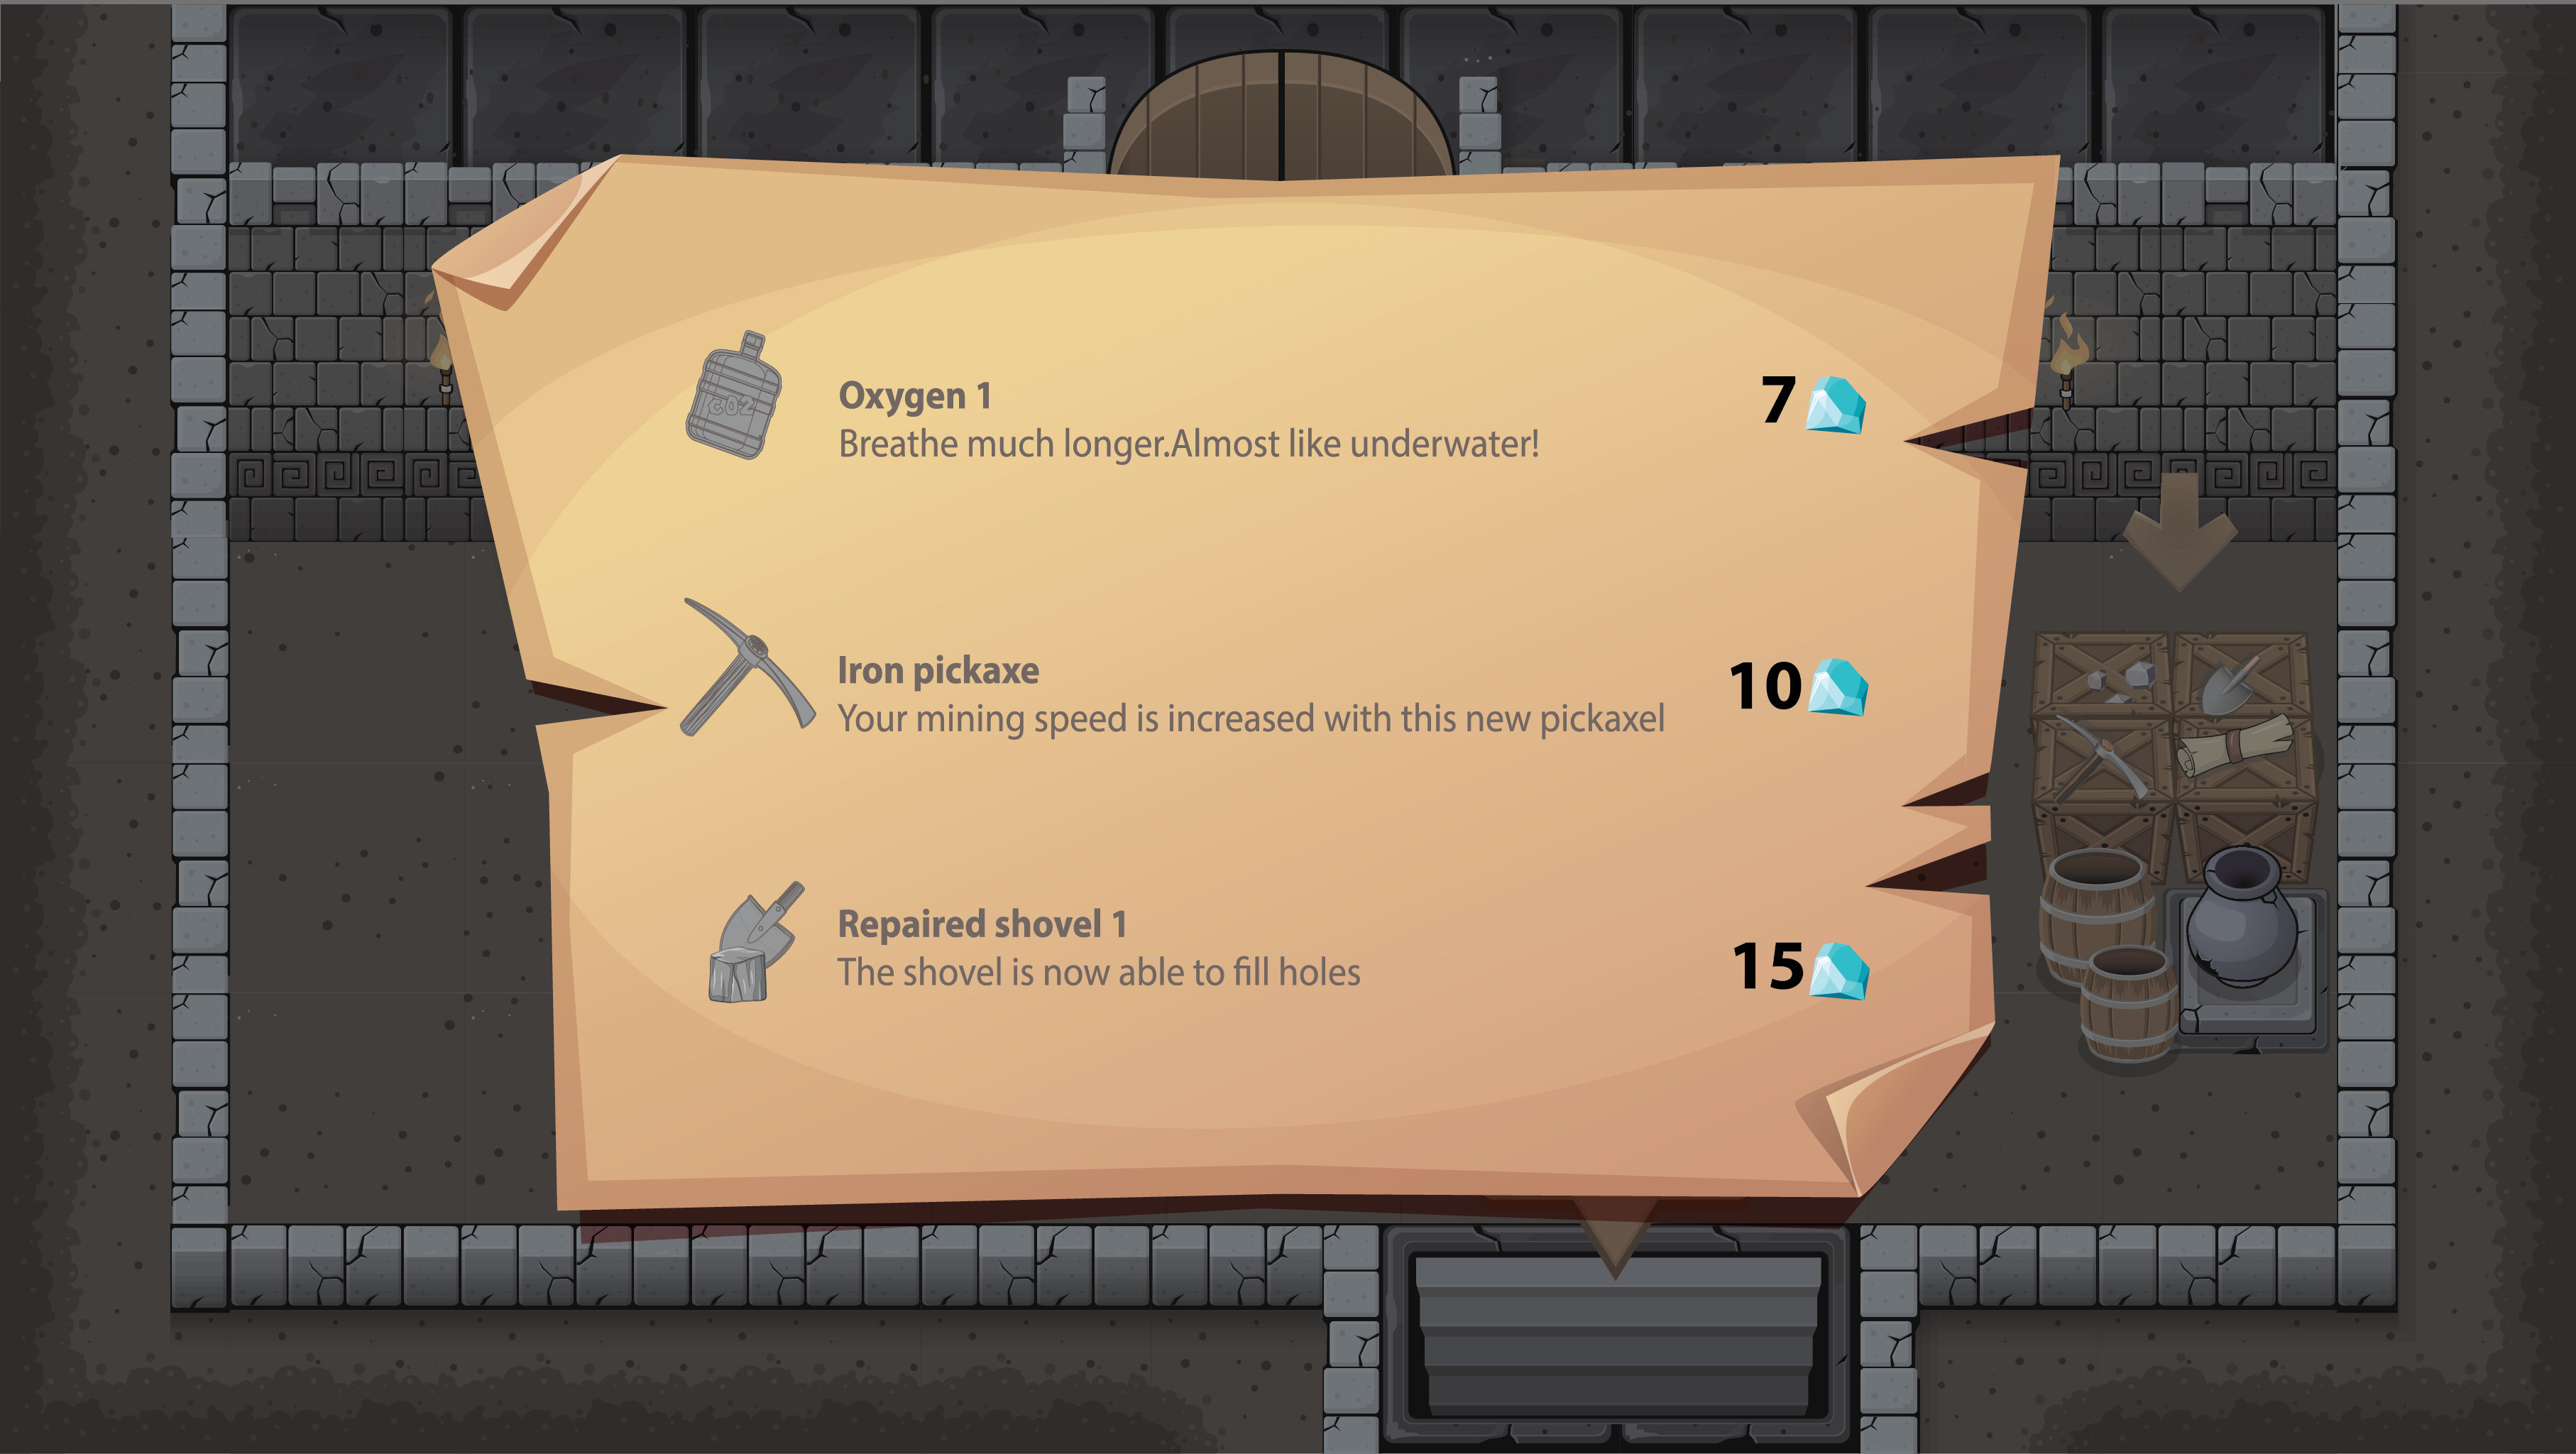 CO2
Oxygen 1
7
Breathe much longer.Almost like underwater!
Iron pickaxe
10
Your mining speed is increased with this new pickaxel
Repaired shovel 1
15
The shovel is now able to fill holes